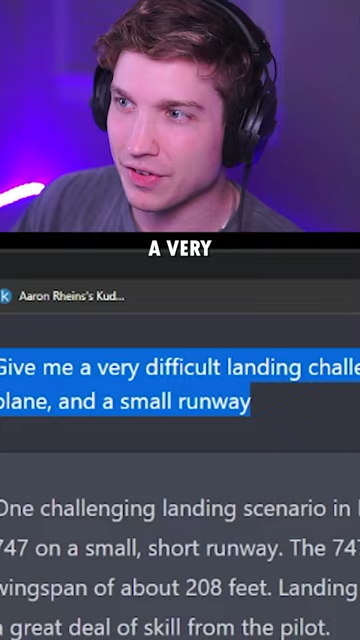 A VERY
Aaron Rheins's Kud...
Give me a very difficult landing challe
plane, and a small runway
One challenging landing scenario in
747 on a small, short runway. The 74
wingspan of about 208 feet. Landing
a great deal of skill from the pilot.